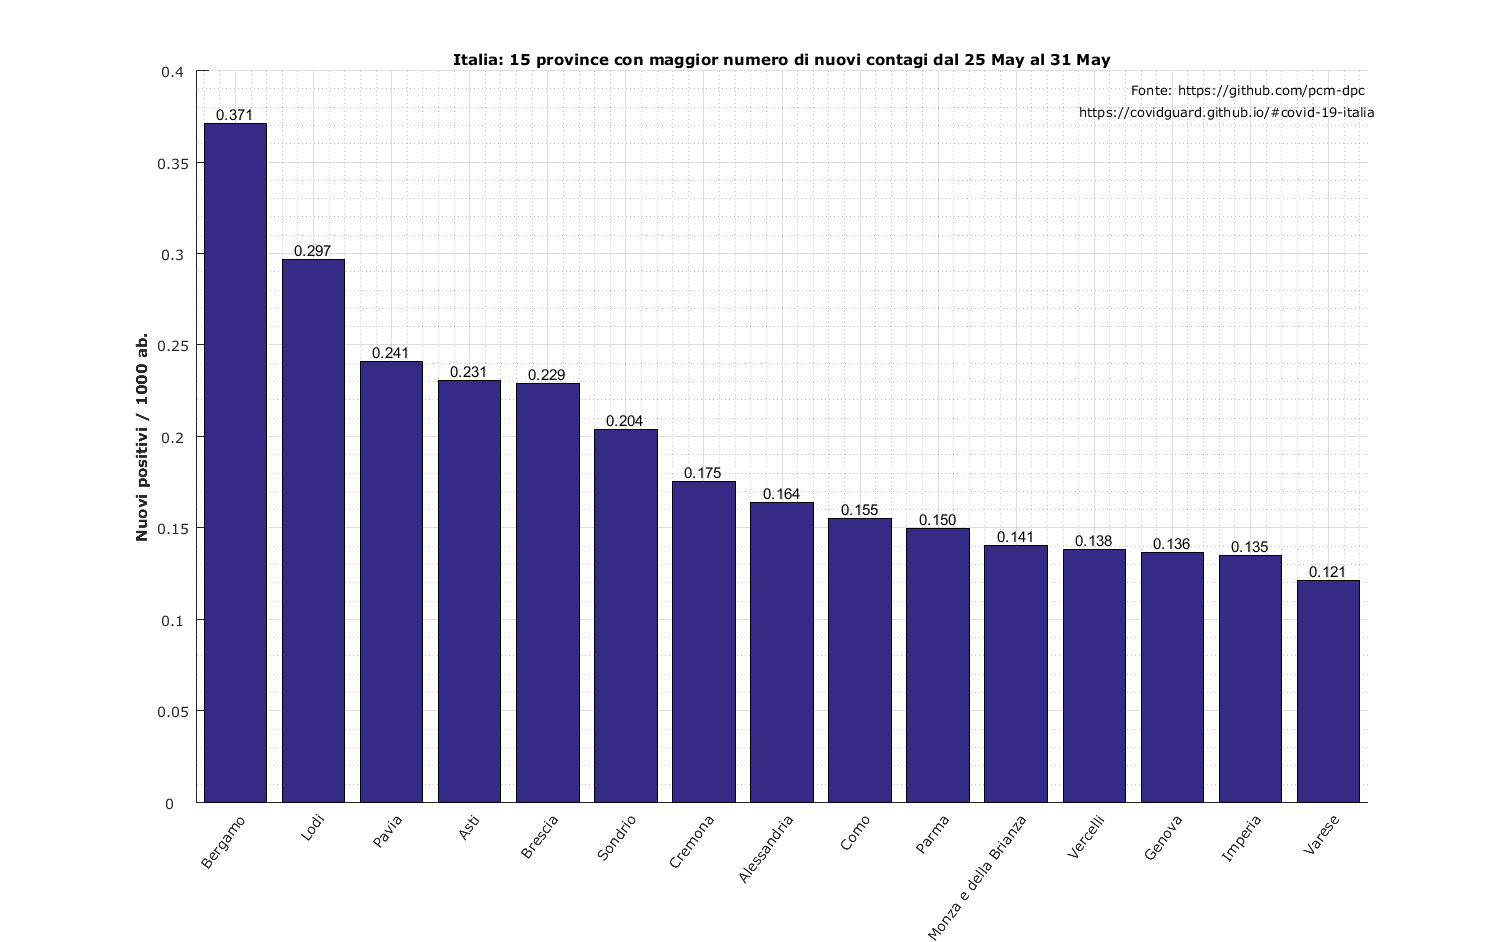 Italia: 15 province con maggior numero di nuovi contagi dal 25 May al 31 May
Fonte: https://github.com/pcm-dpc
https://covidguard.github.io/#covid-19-italia
Nuovi positivi / 1000 ab.
0.4
0.35
0.3
0.25
0.2
0.15
0.1
0.05
0
0.371
0.297
0.241
0.231
0.229
0.204
0.175
0.164
0.155
0.150
0.141
0.138
0.136
0.135
0.121
Bergamo
Lodi
Pavia
Asti
Brescia
Sondrio
Cremona
Alessandria
Como
Parma
Monza e della Brianza
Vercelli
Genova
Imperia
Varese